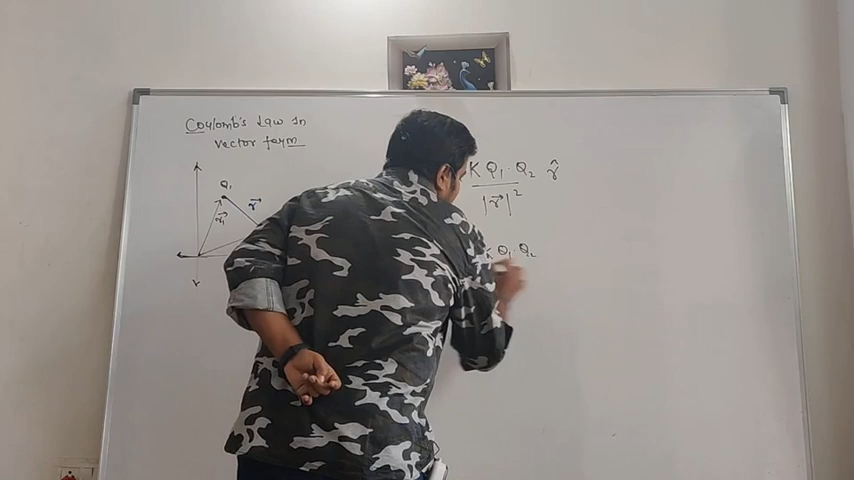 Coulomb's Law In
vector form
K Q₁ · Q₂ r̂
|r⃗|²
Q₁
r⃗
r⃗₁
K Q₁ · Q₂